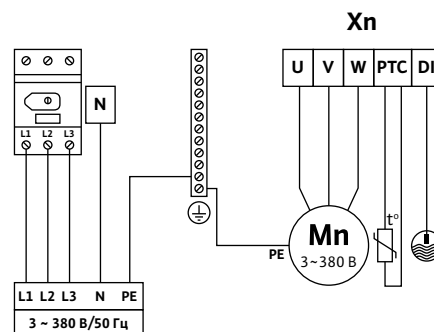 Xn
U V W PTC DI
N
L1 L2 L3
t°
Mn
3~380 В
PE
L1 L2 L3 N PE
3 ~ 380 В/50 Гц